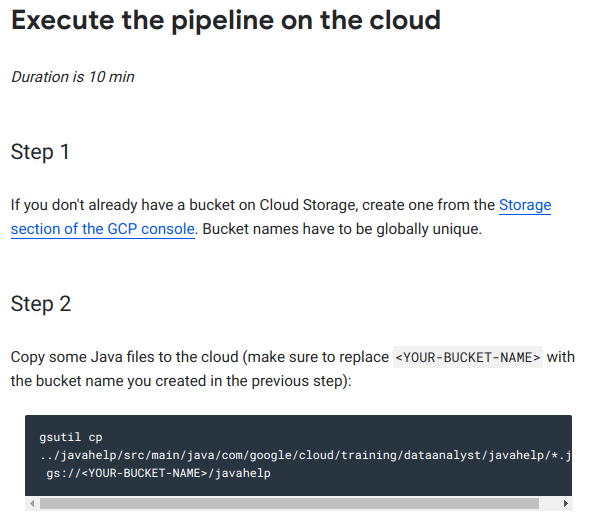 Execute the pipeline on the cloud
Duration is 10 min
Step 1
If you don't already have a bucket on Cloud Storage, create one from the Storage
section of the GCP console. Bucket names have to be globally unique.
Step 2
Copy some Java files to the cloud (make sure to replace <YOUR-BUCKET-NAME> with
the bucket name you created in the previous step):
gsutil cp
../javahelp/src/main/java/com/google/cloud/training/dataanalyst/javahelp/*.j
gs://<YOUR-BUCKET-NAME>/javahelp